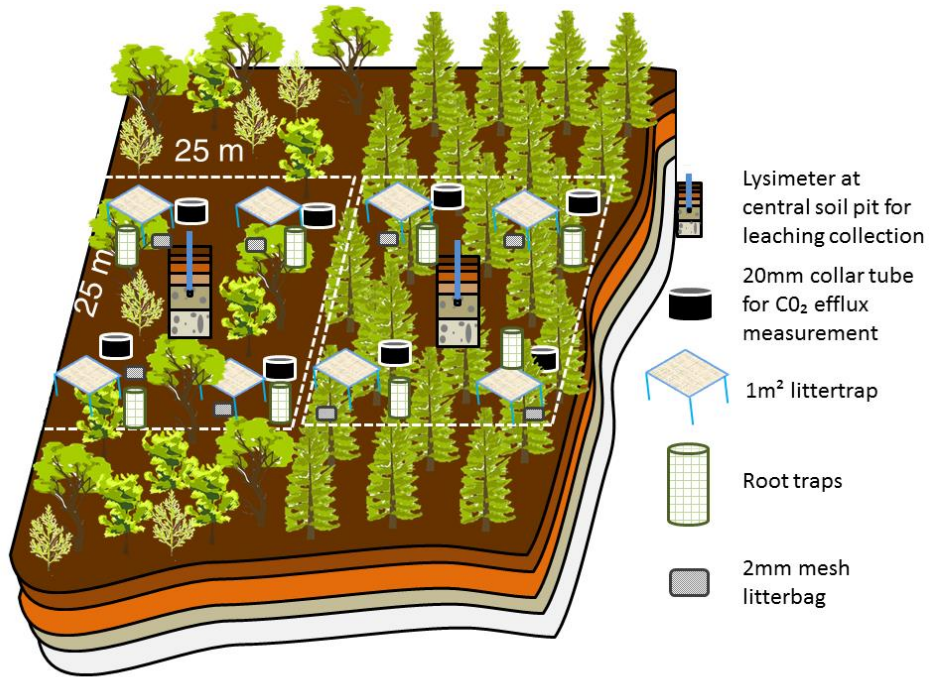 25 m
25 m
Lysimeter at
central soil pit for
leaching collection
20mm collar tube
for C0₂ efflux
measurement
1m² littertrap
Root traps
2mm mesh
litterbag